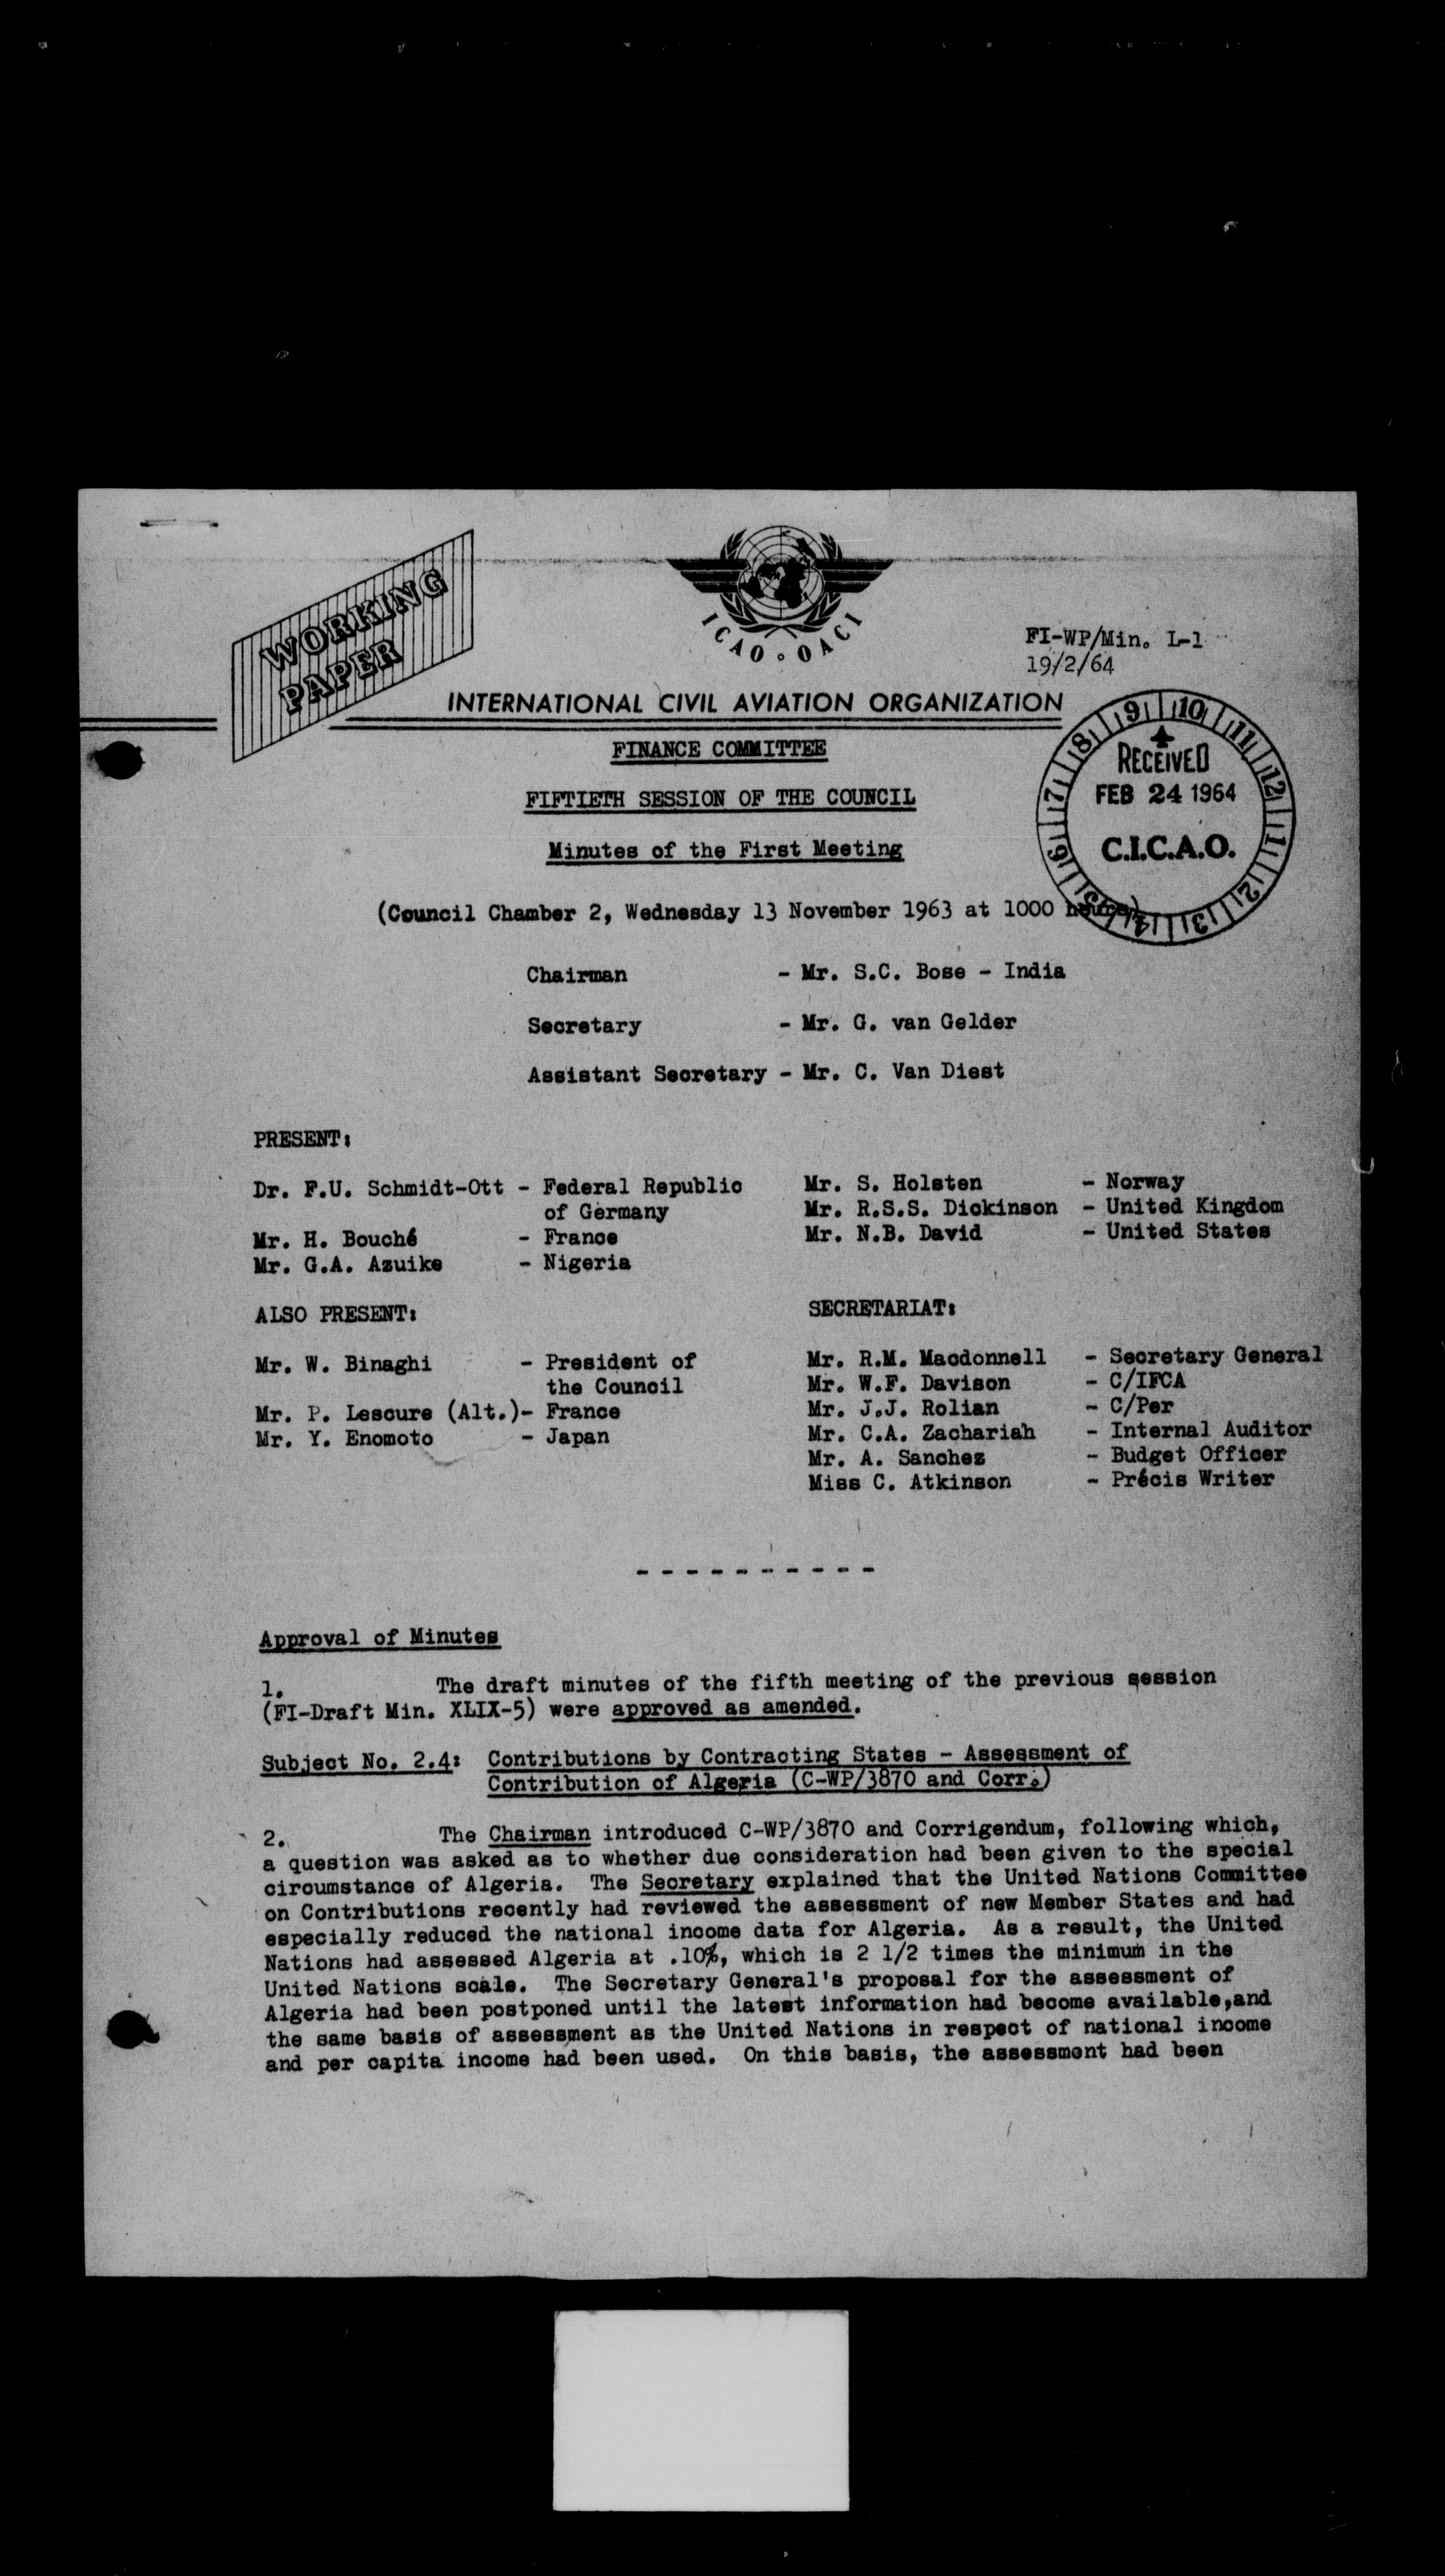 WORKING
PAPER
ICAO · OACI
FI-WP/Min. L-1
19/2/64
INTERNATIONAL CIVIL AVIATION ORGANIZATION
FINANCE COMMITTEE
FIFTIETH SESSION OF THE COUNCIL
Minutes of the First Meeting
RECEIVED
FEB 24 1964
C.I.C.A.O.
1 2 3 4 5 6 7 8 9 10 11 12
(Council Chamber 2, Wednesday 13 November 1963 at 1000 hours)
Chairman - Mr. S.C. Bose - India
Secretary - Mr. G. van Gelder
Assistant Secretary - Mr. C. Van Diest
PRESENT:
Dr. F.U. Schmidt-Ott - Federal Republic
of Germany
Mr. H. Bouché - France
Mr. G.A. Azuike - Nigeria
Mr. S. Holsten - Norway
Mr. R.S.S. Dickinson - United Kingdom
Mr. N.B. David - United States
ALSO PRESENT:
Mr. W. Binaghi - President of
the Council
Mr. P. Lescure (Alt.)- France
Mr. Y. Enomoto - Japan
SECRETARIAT:
Mr. R.M. Macdonnell - Secretary General
Mr. W.F. Davison - C/IFCA
Mr. J.J. Rolian - C/Per
Mr. C.A. Zachariah - Internal Auditor
Mr. A. Sanchez - Budget Officer
Miss C. Atkinson - Précis Writer
- - - - - - - - - -
Approval of Minutes
1. The draft minutes of the fifth meeting of the previous session
(FI-Draft Min. XLIX-5) were approved as amended.
Subject No. 2.4: Contributions by Contracting States - Assessment of
Contribution of Algeria (C-WP/3870 and Corr.)
2. The Chairman introduced C-WP/3870 and Corrigendum, following which,
a question was asked as to whether due consideration had been given to the special
circumstance of Algeria. The Secretary explained that the United Nations Committee
on Contributions recently had reviewed the assessment of new Member States and had
especially reduced the national income data for Algeria. As a result, the United
Nations had assessed Algeria at .10%, which is 2 1/2 times the minimum in the
United Nations scale. The Secretary General's proposal for the assessment of
Algeria had been postponed until the latest information had become available,and
the same basis of assessment as the United Nations in respect of national income
and per capita income had been used. On this basis, the assessment had been